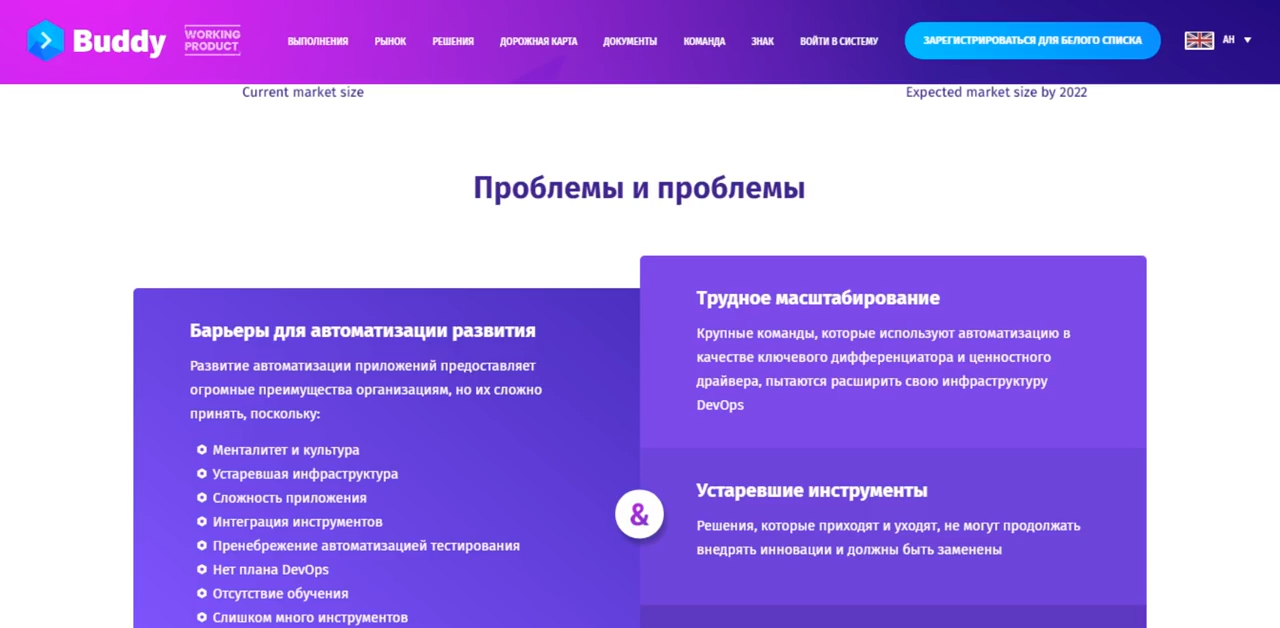 Buddy
WORKING
PRODUCT
ВЫПОЛНЕНИЯ
РЫНОК
РЕШЕНИЯ
ДОРОЖНАЯ КАРТА
ДОКУМЕНТЫ
КОМАНДА
ЗНАК
ВОЙТИ В СИСТЕМУ
ЗАРЕГИСТРИРОВАТЬСЯ ДЛЯ БЕЛОГО СПИСКА
АН
Current market size
Expected market size by 2022
Проблемы и проблемы
Барьеры для автоматизации развития
Развитие автоматизации приложений предоставляет
огромные преимущества организациям, но их сложно
принять, поскольку:
Менталитет и культура
Устаревшая инфраструктура
Сложность приложения
Интеграция инструментов
Пренебрежение автоматизацией тестирования
Нет плана DevOps
Отсутствие обучения
Слишком много инструментов
&
Трудное масштабирование
Крупные команды, которые используют автоматизацию в
качестве ключевого дифференциатора и ценностного
драйвера, пытаются расширить свою инфраструктуру
DevOps
Устаревшие инструменты
Решения, которые приходят и уходят, не могут продолжать
внедрять инновации и должны быть заменены